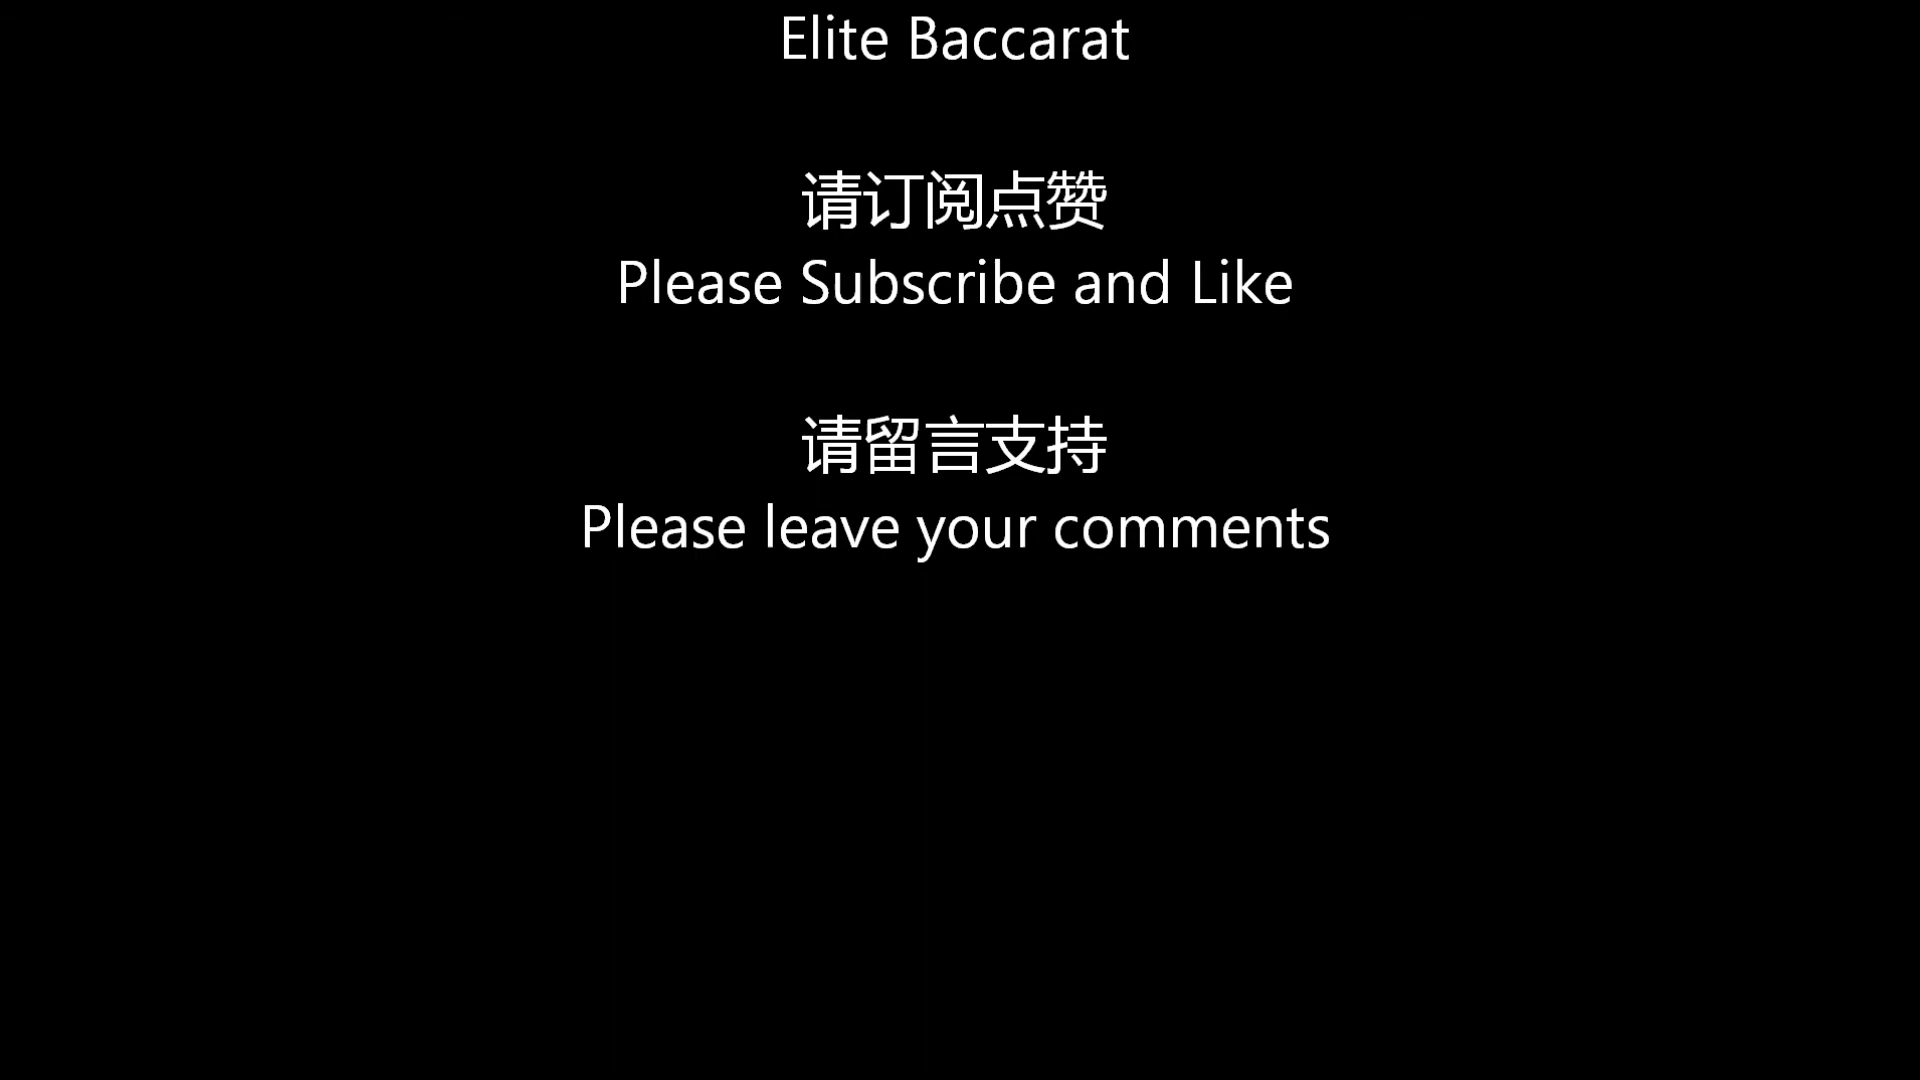 Elite Baccarat
请订阅点赞
Please Subscribe and Like
请留言支持
Please leave your comments